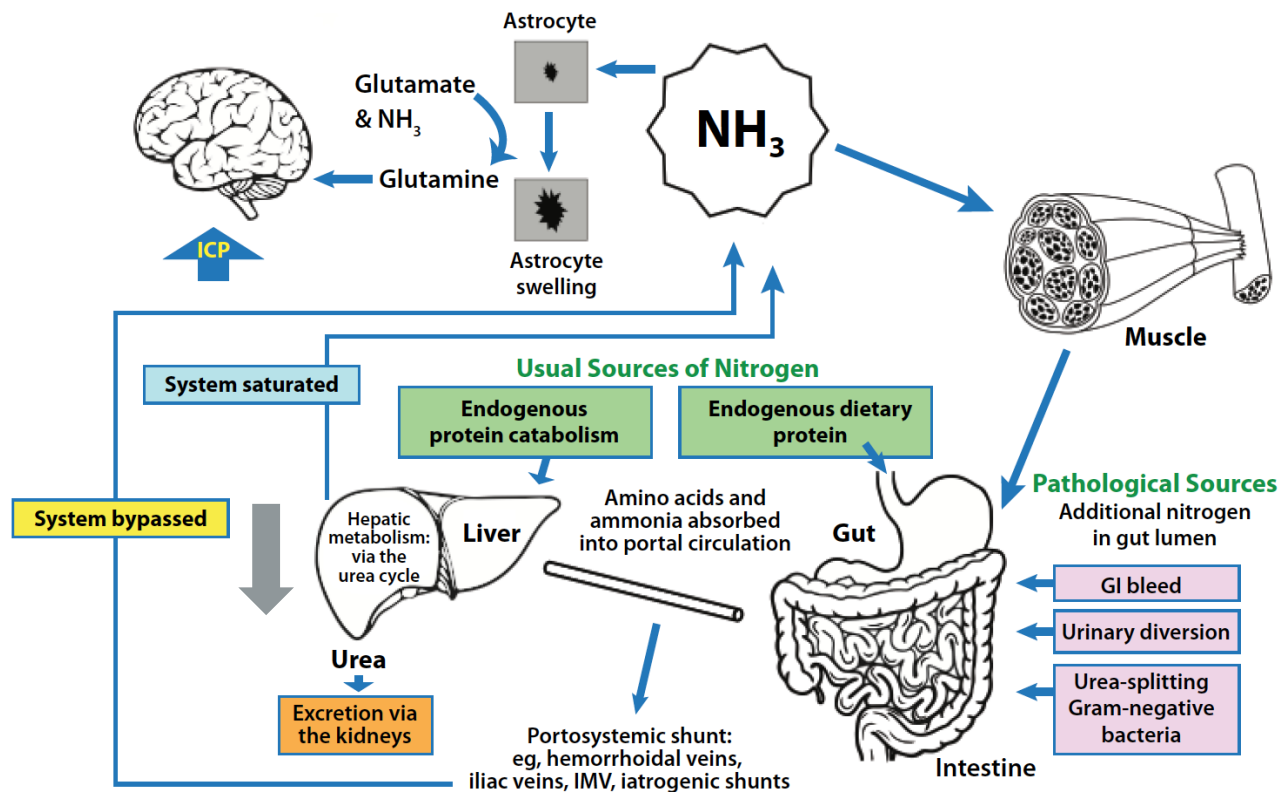 Astrocyte
Glutamate
& NH₃
NH₃
Glutamine
ICP
Astrocyte
swelling
Muscle
System saturated
Usual Sources of Nitrogen
Endogenous
protein catabolism
Endogenous dietary
protein
System bypassed
Hepatic
metabolism:
via the
urea cycle
Liver
Amino acids and
ammonia absorbed
into portal circulation
Gut
Pathological Sources
Additional nitrogen
in gut lumen
GI bleed
Urinary diversion
Urea-splitting
Gram-negative
bacteria
Urea
Excretion via
the kidneys
Portosystemic shunt:
eg, hemorrhoidal veins,
iliac veins, IMV, iatrogenic shunts
Intestine